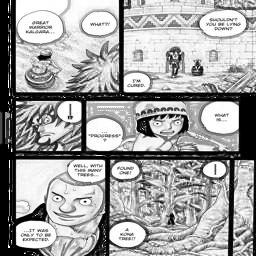 GREAT
WARRIOR
KALGARA...
WHAT?!
SHOULDN'T
YOU BE LYING
DOWN?
I'M
CURED.
!
..."PROGRESS"
?
WHAT
IS...
WELL, WITH
THIS MANY
TREES...
...IT WAS
ONLY TO BE
EXPECTED.
FOUND
ONE!
A
KONA
TREE!
!